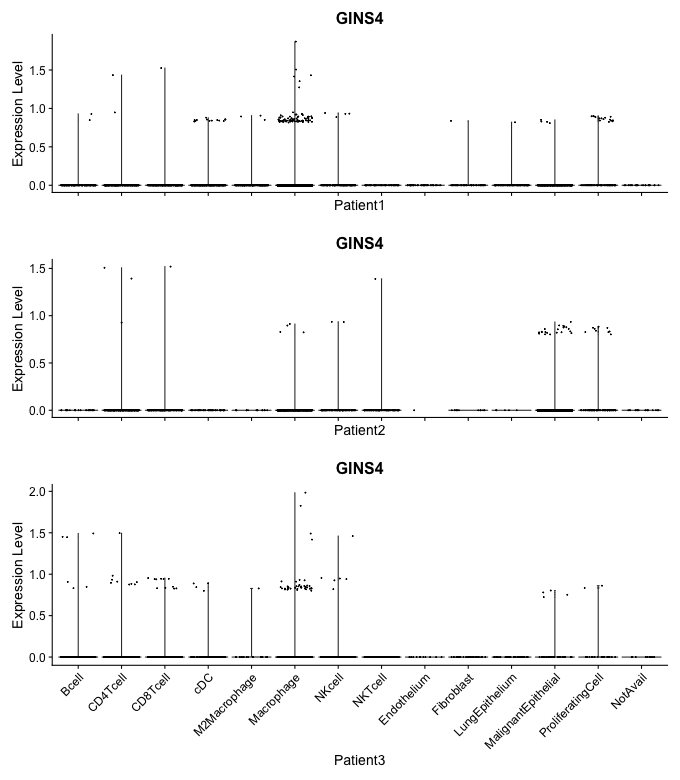 GINS4
Expression Level
1.5
1.0
0.5
0.0
Patient1
GINS4
Expression Level
1.5
1.0
0.5
0.0
Patient2
GINS4
Expression Level
2.0
1.5
1.0
0.5
0.0
Bcell
CD4Tcell
CD8Tcell
cDC
M2Macrophage
Macrophage
NKcell
NKTcell
Endothelium
Fibroblast
LungEpithelium
MalignantEpithelial
ProliferatingCell
NotAvail
Patient3